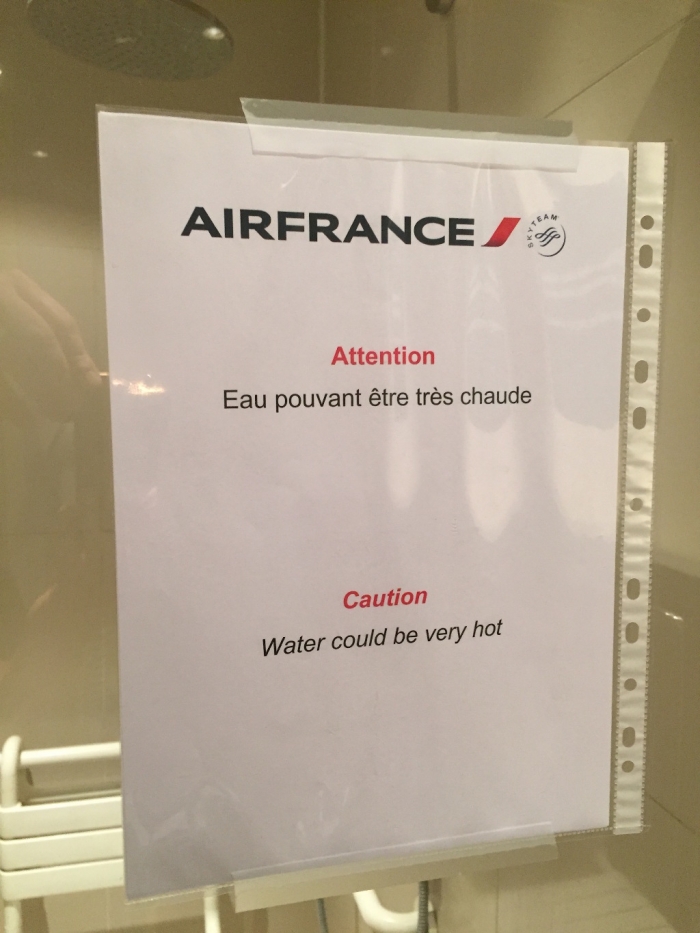 AIRFRANCE SKYTEAM
Attention
Eau pouvant être très chaude
Caution
Water could be very hot